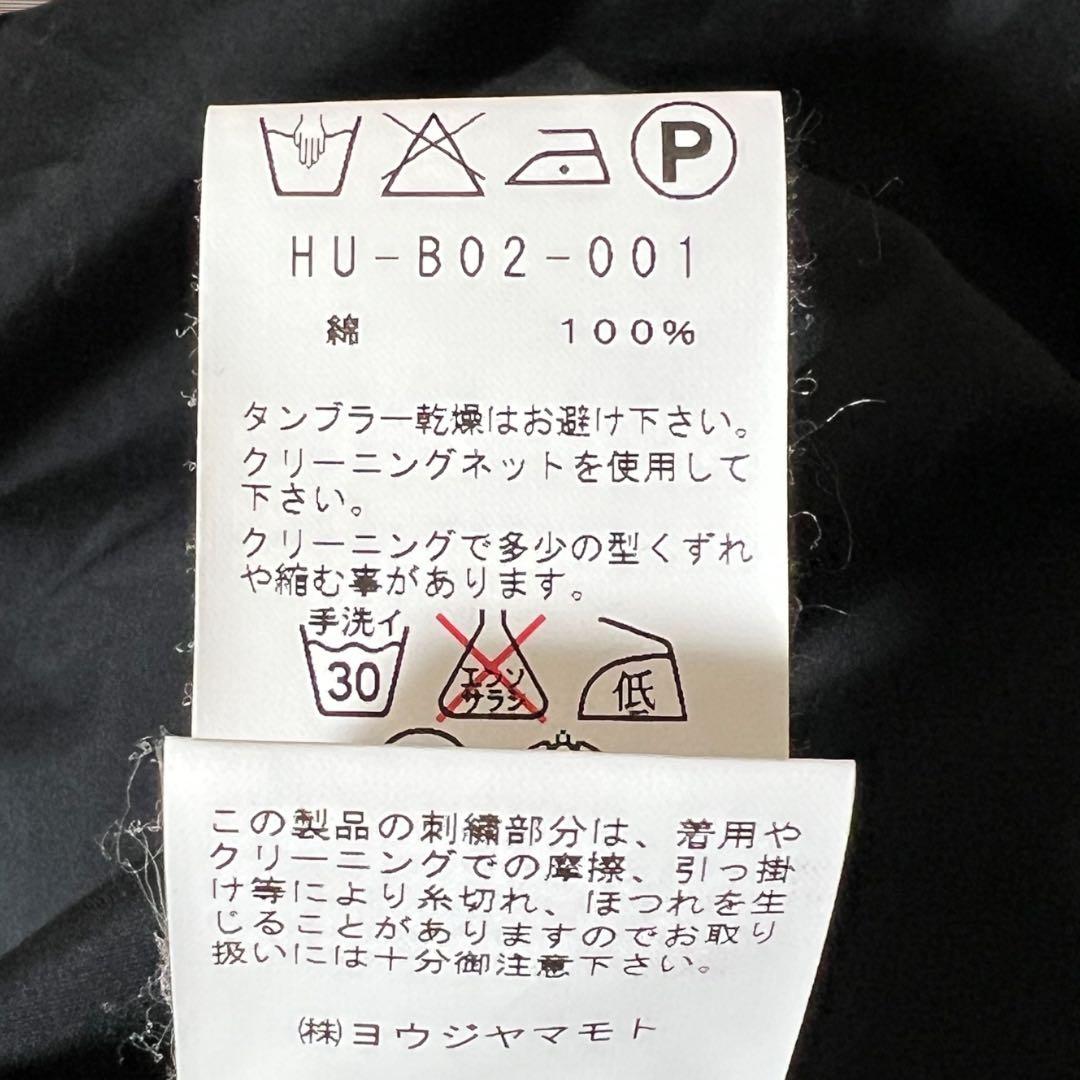 P
HU-B02-001
綿 100%
タンブラー乾燥はお避け下さい。
クリーニングネットを使用して
下さい。
クリーニングで多少の型くずれ
や縮む事があります。
手洗イ
30
エンソ
サラシ
低
この製品の刺繍部分は、着用や
クリーニングでの摩擦、引っ掛
け等により糸切れ、ほつれを生
じることがありますのでお取り
扱いには十分御注意下さい。
㈱ヨウジヤマモト